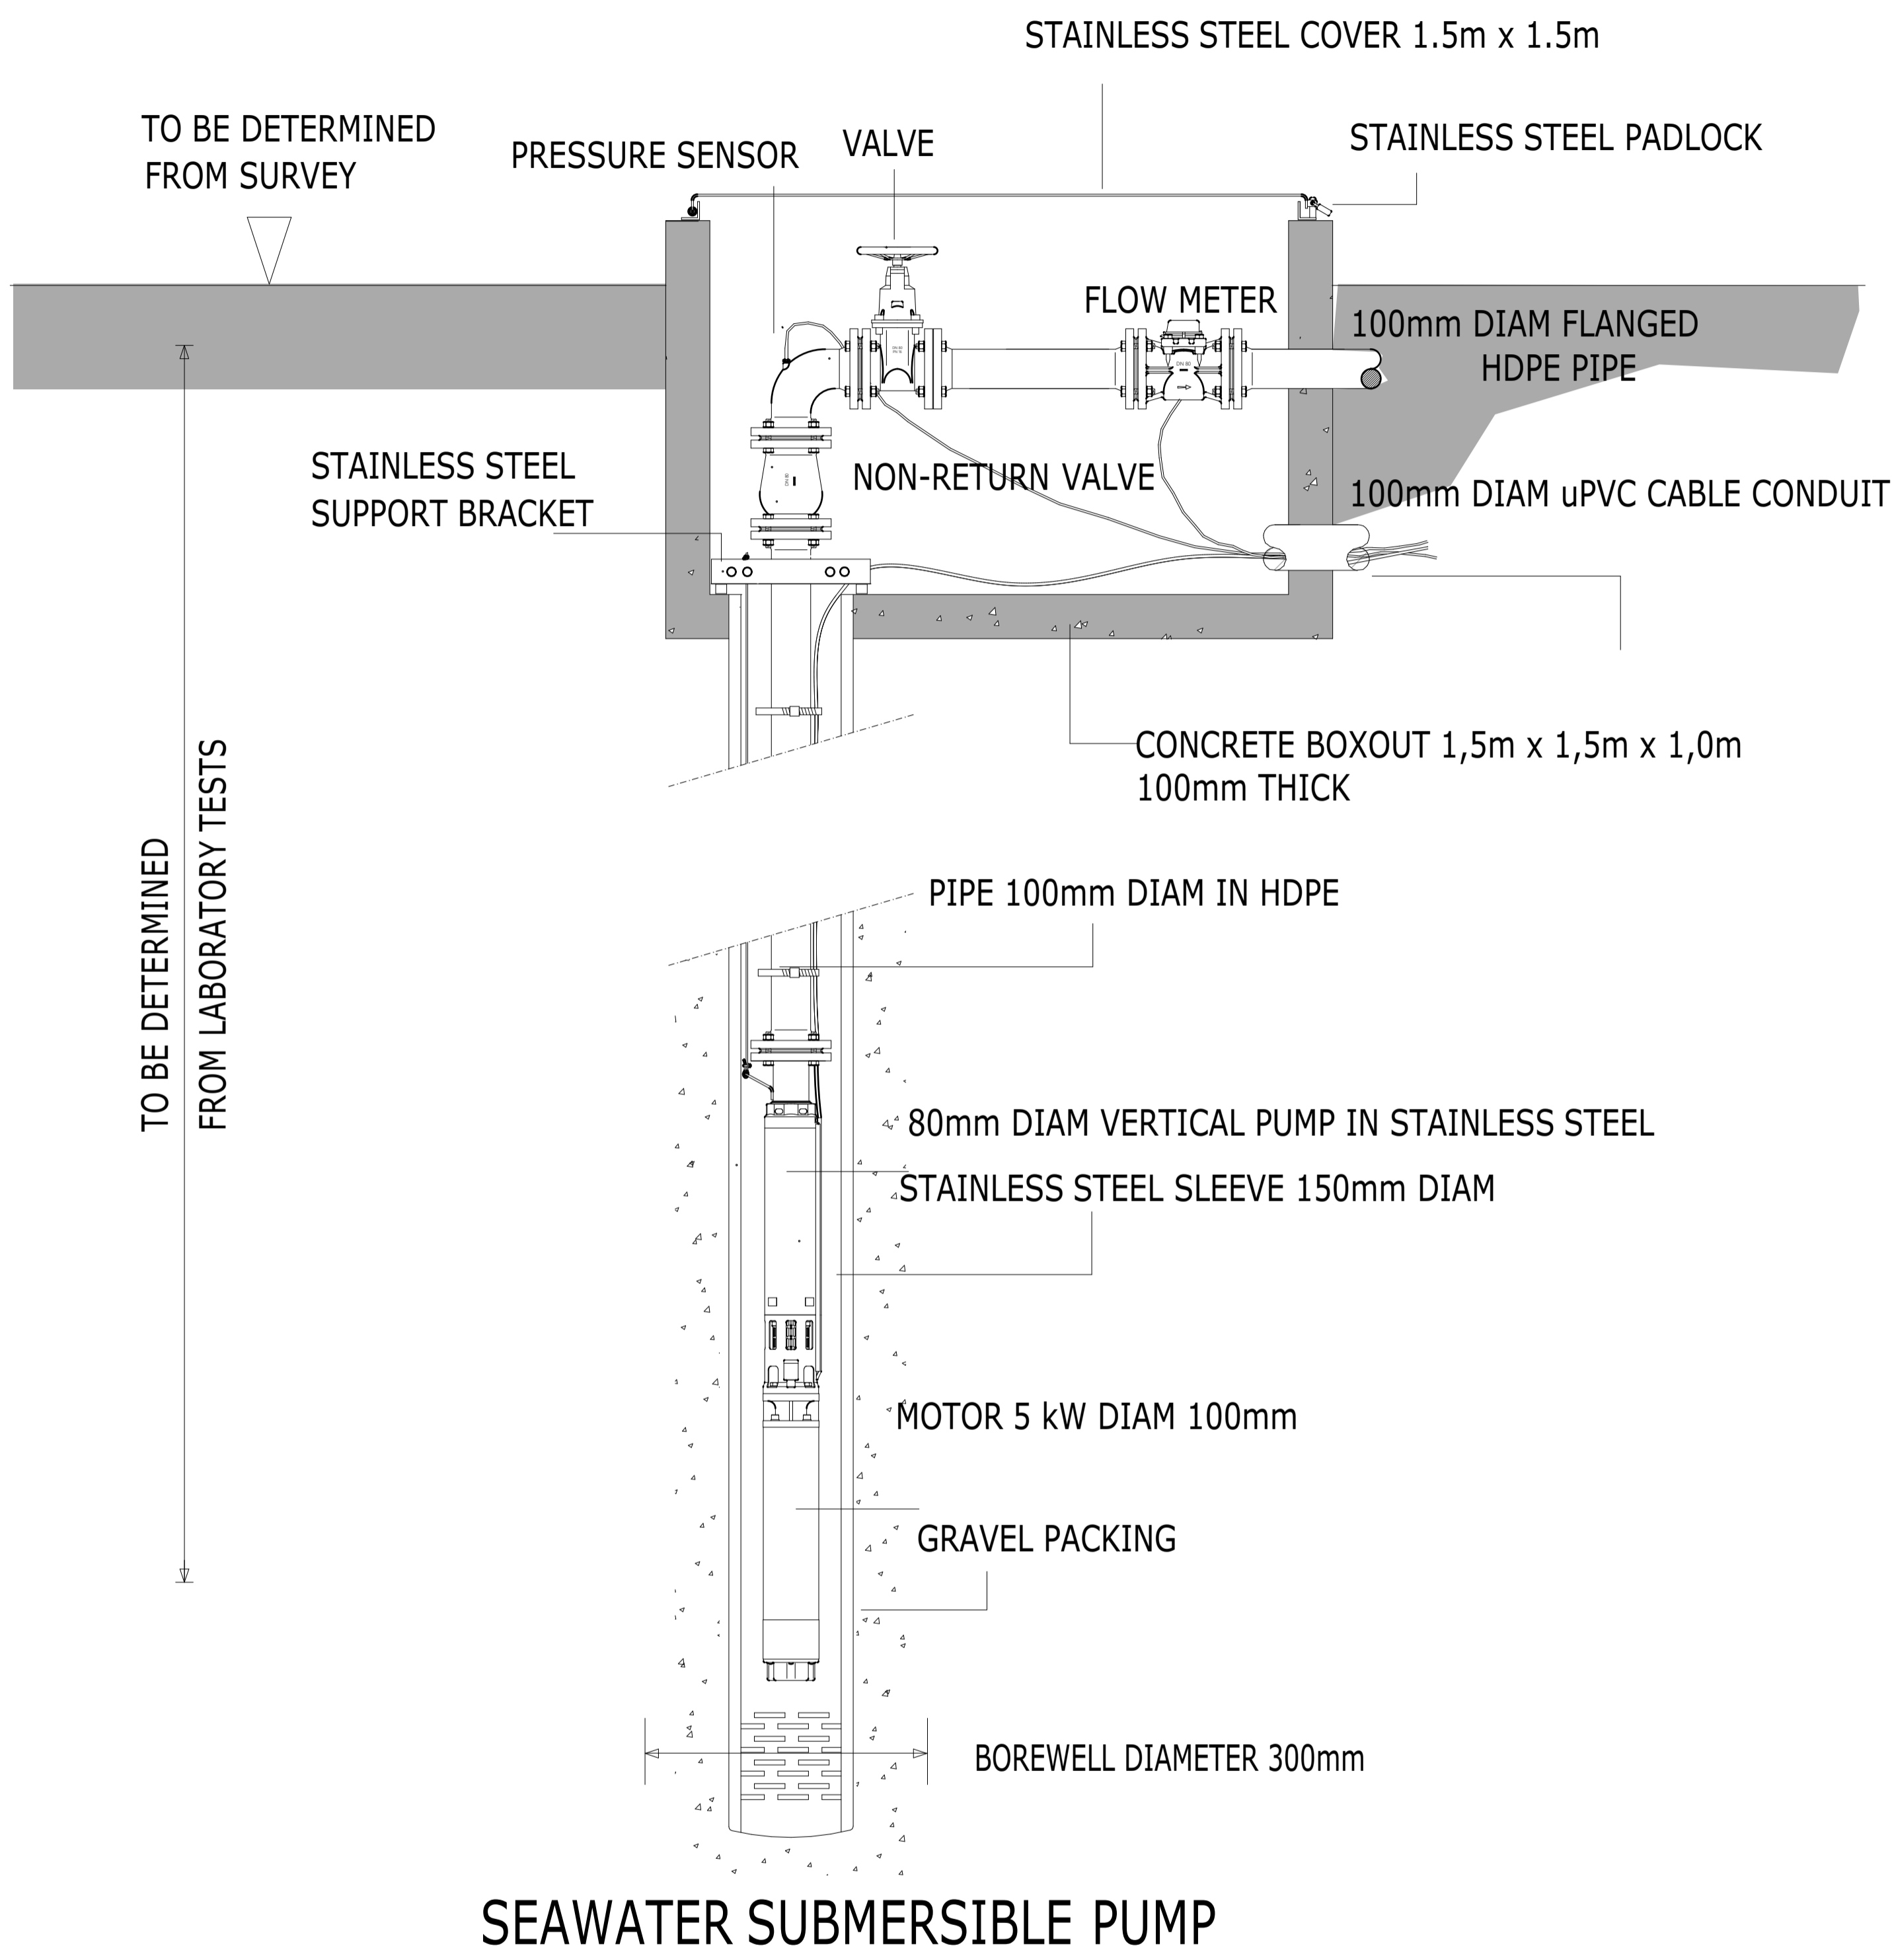 STAINLESS STEEL COVER 1.5m x 1.5m
TO BE DETERMINED
FROM SURVEY
PRESSURE SENSOR
VALVE
STAINLESS STEEL PADLOCK
FLOW METER
100mm DIAM FLANGED
HDPE PIPE
DN 80
STAINLESS STEEL
SUPPORT BRACKET
NON-RETURN VALVE
100mm DIAM uPVC CABLE CONDUIT
CONCRETE BOXOUT 1,5m x 1,5m x 1,0m
100mm THICK
TO BE DETERMINED
FROM LABORATORY TESTS
PIPE 100mm DIAM IN HDPE
80mm DIAM VERTICAL PUMP IN STAINLESS STEEL
STAINLESS STEEL SLEEVE 150mm DIAM
MOTOR 5 kW DIAM 100mm
GRAVEL PACKING
BOREWELL DIAMETER 300mm
SEAWATER SUBMERSIBLE PUMP